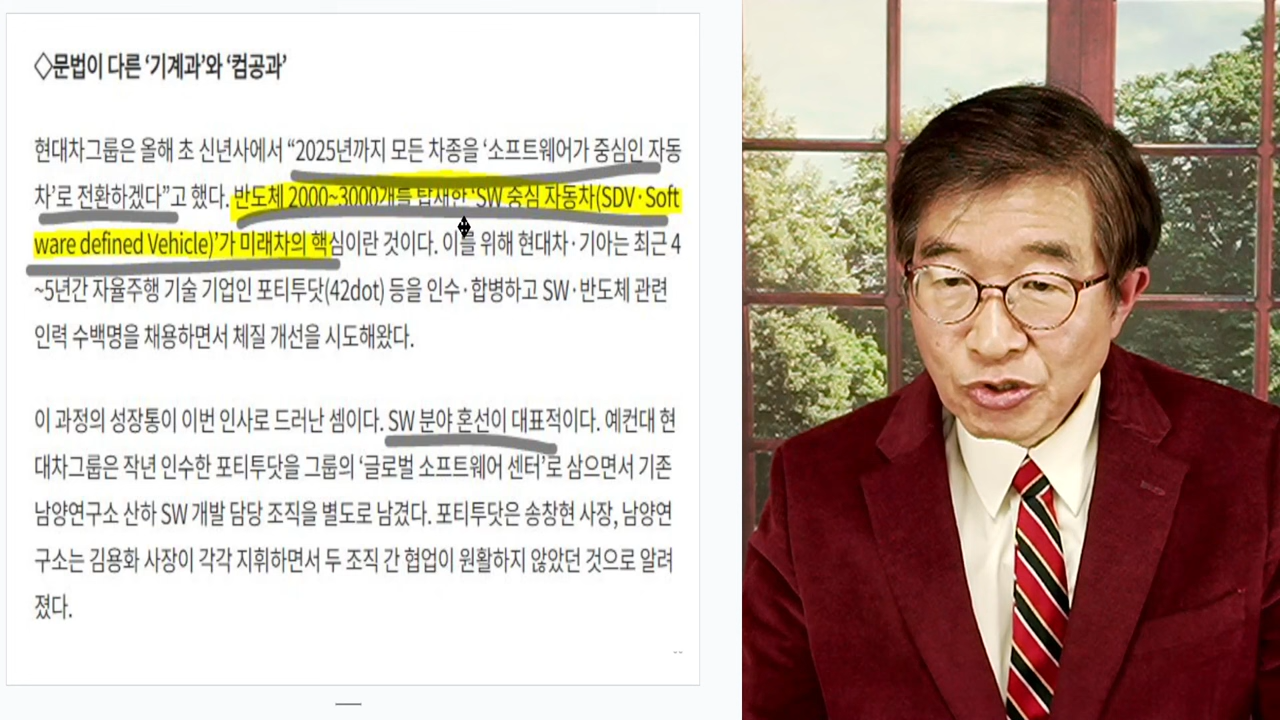 ◇문법이 다른 ‘기계과’와 ‘컴공과’
현대차그룹은 올해 초 신년사에서 “2025년까지 모든 차종을 ‘소프트웨어가 중심인 자동
차’로 전환하겠다”고 했다. 반도체 2000~3000개를 탑재한 ‘SW 중심 자동차(SDV·Soft
ware defined Vehicle)’가 미래차의 핵심이란 것이다. 이를 위해 현대차·기아는 최근 4
~5년간 자율주행 기술 기업인 포티투닷(42dot) 등을 인수·합병하고 SW·반도체 관련
인력 수백명을 채용하면서 체질 개선을 시도해왔다.
이 과정의 성장통이 이번 인사로 드러난 셈이다. SW 분야 혼선이 대표적이다. 예컨대 현
대차그룹은 작년 인수한 포티투닷을 그룹의 ‘글로벌 소프트웨어 센터’로 삼으면서 기존
남양연구소 산하 SW 개발 담당 조직을 별도로 남겼다. 포티투닷은 송창현 사장, 남양연
구소는 김용화 사장이 각각 지휘하면서 두 조직 간 협업이 원활하지 않았던 것으로 알려
졌다.